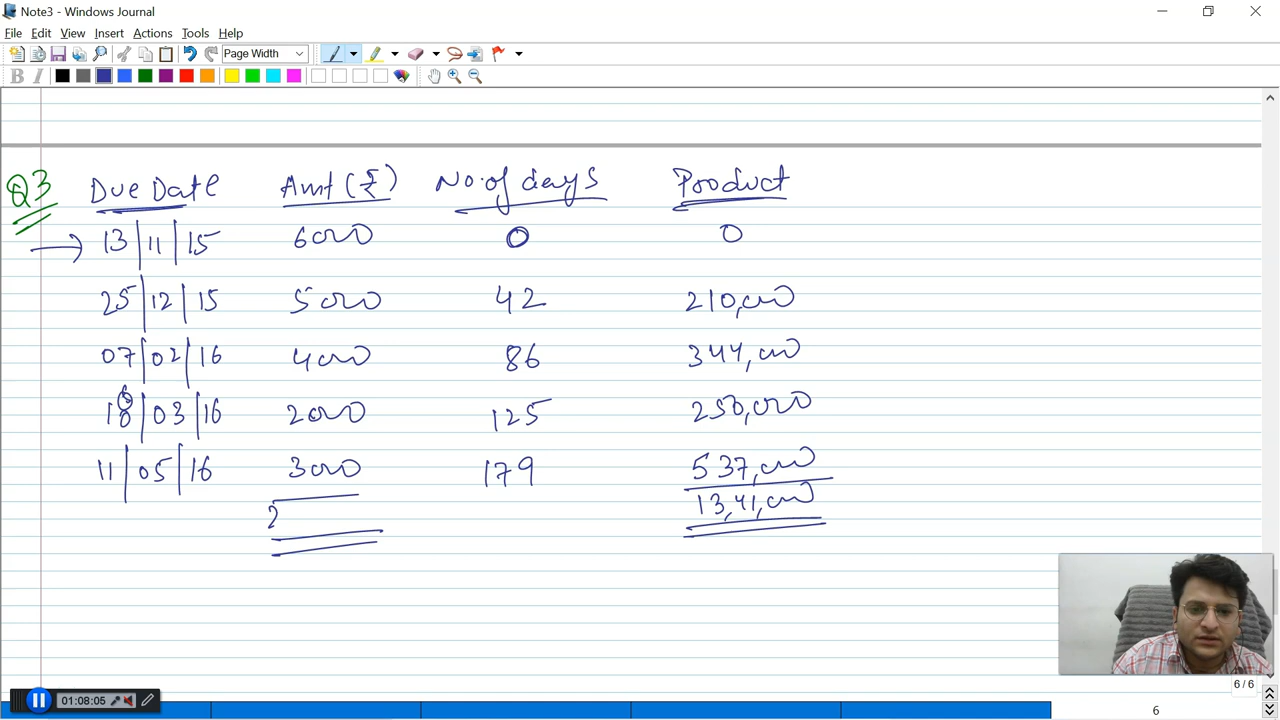 Note3 - Windows Journal
File Edit View Insert Actions Tools Help
Page Width
B I
Q3 Due Date Amt (₹) No. of days Product
→ 13|11|15 6000 0 0
25|12|15 5000 42 210,000
07|02|16 4000 86 344,000
|03|16 2000 125 250,000
11|05|16 3000 179 537,000
2 13,41,000
6 / 6
01:08:05
6